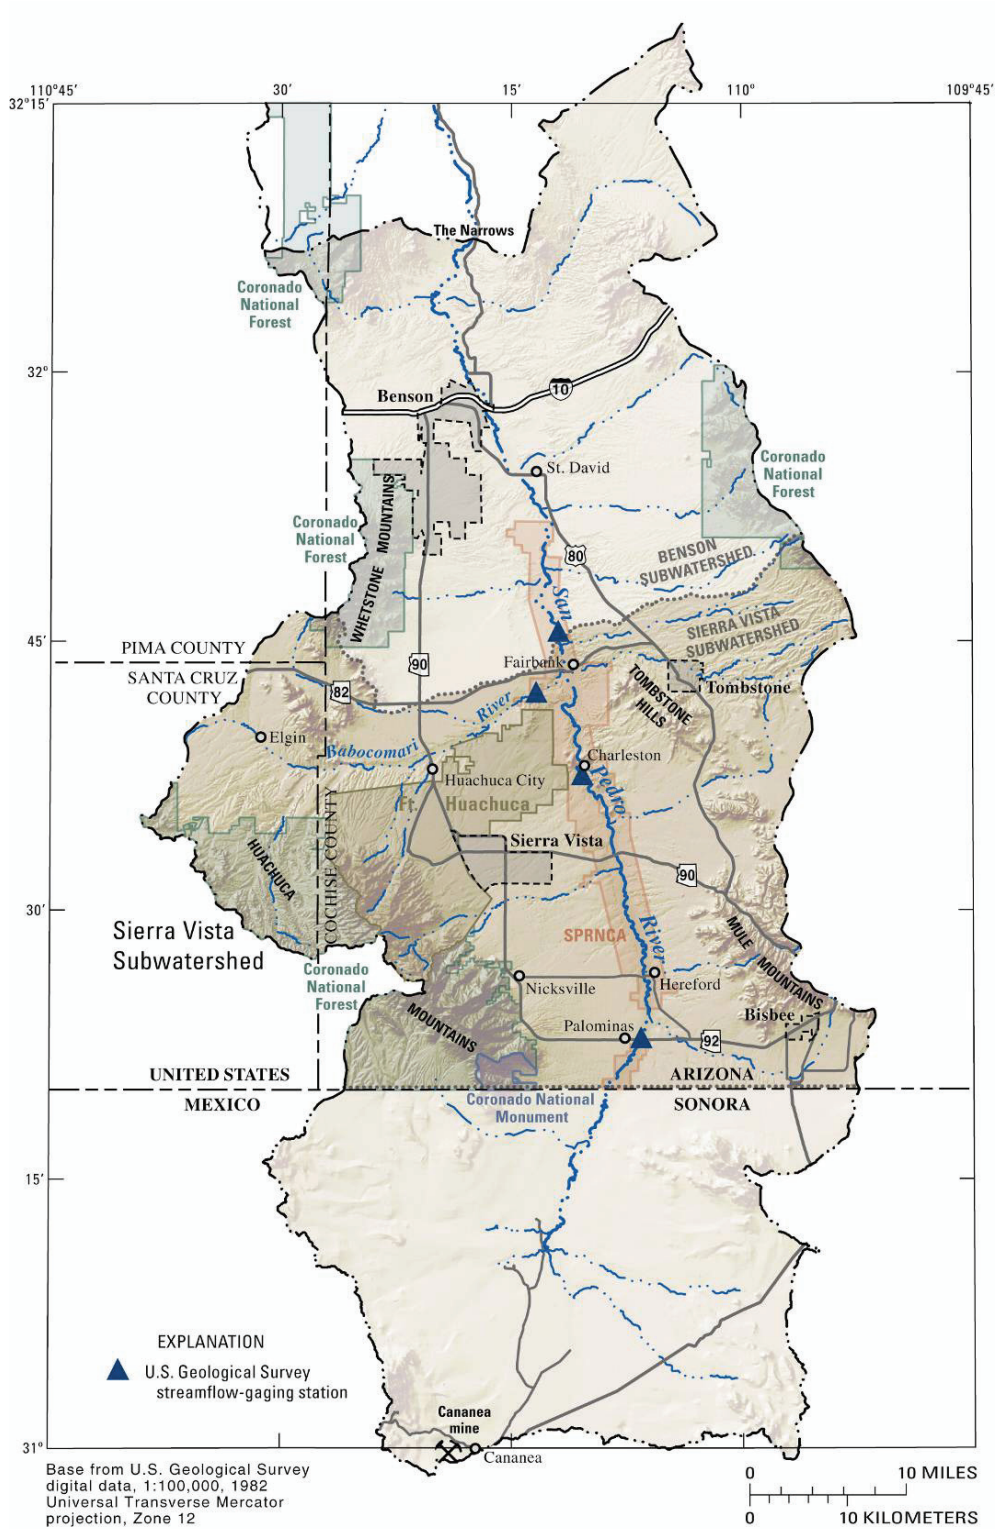 110°45' 30' 15' 110° 109°45'
32°15'
The Narrows
Coronado
National
Forest
32°
10
Benson
St. David
Coronado
National
Forest
Coronado
National
Forest
WHETSTONE MOUNTAINS
80
BENSON
SUBWATERSHED
San
SIERRA VISTA
SUBWATERSHED
45'
PIMA COUNTY
SANTA CRUZ
COUNTY
90
82
Fairbank
TOMBSTONE
HILLS
Tombstone
River
Elgin
Babocomari
Charleston
Huachuca City
Pedro
Ft. Huachuca
COCHISE COUNTY
Sierra Vista
HUACHUCA
90
30'
Sierra Vista
Subwatershed
SPRNCA
River
MULE MOUNTAINS
Coronado
National
Forest
Nicksville
Hereford
MOUNTAINS
Palominas
Bisbee
92
UNITED STATES
ARIZONA
MEXICO
SONORA
Coronado National
Monument
15'
EXPLANATION
U.S. Geological Survey
streamflow-gaging station
Cananea
mine
31°
Cananea
Base from U.S. Geological Survey
digital data, 1:100,000, 1982
Universal Transverse Mercator
projection, Zone 12
0 10 MILES
0 10 KILOMETERS